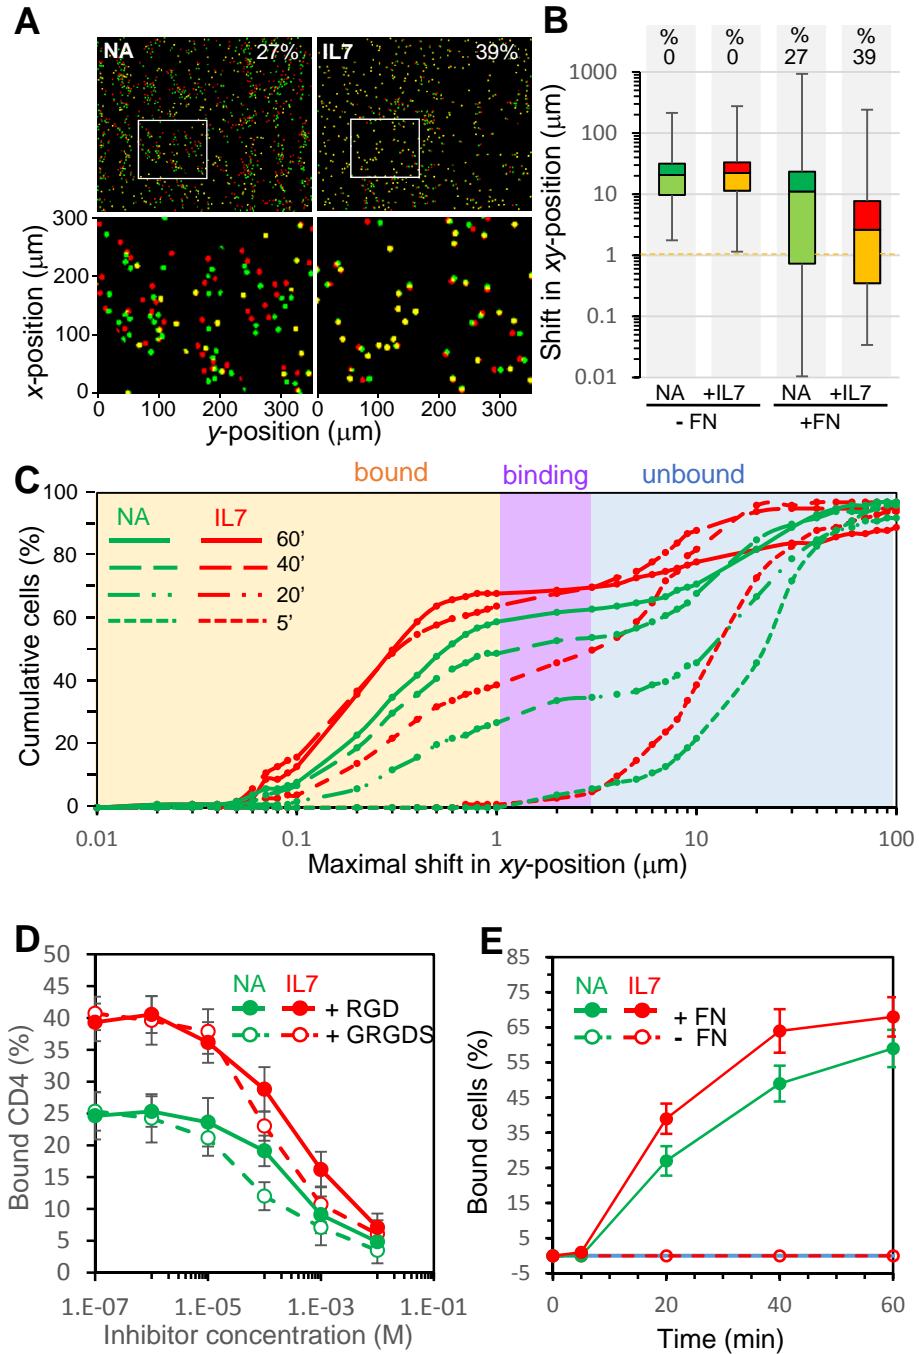 A
NA 27%
IL7 39%
300
200
100
0
x-position (μm)
0 100 200 300
0 100 200 300
y-position (μm)
B
% % % %
0 0 27 39
1000
100
10
1
0.1
0.01
Shift in xy-position (μm)
NA +IL7 NA +IL7
- FN +FN
C
bound binding unbound
NA IL7
60’
40’
20’
5’
100
80
60
40
20
0
Cumulative cells (%)
0.01 0.1 1 10 100
Maximal shift in xy-position (μm)
D
50
45
40
35
30
25
20
15
10
5
0
Bound CD4 (%)
NA IL7
+ RGD
+ GRGDS
1.E-07 1.E-05 1.E-03 1.E-01
Inhibitor concentration (M)
E
85
75
65
55
45
35
25
15
5
-5
Bound cells (%)
NA IL7
+ FN
- FN
0 20 40 60
Time (min)